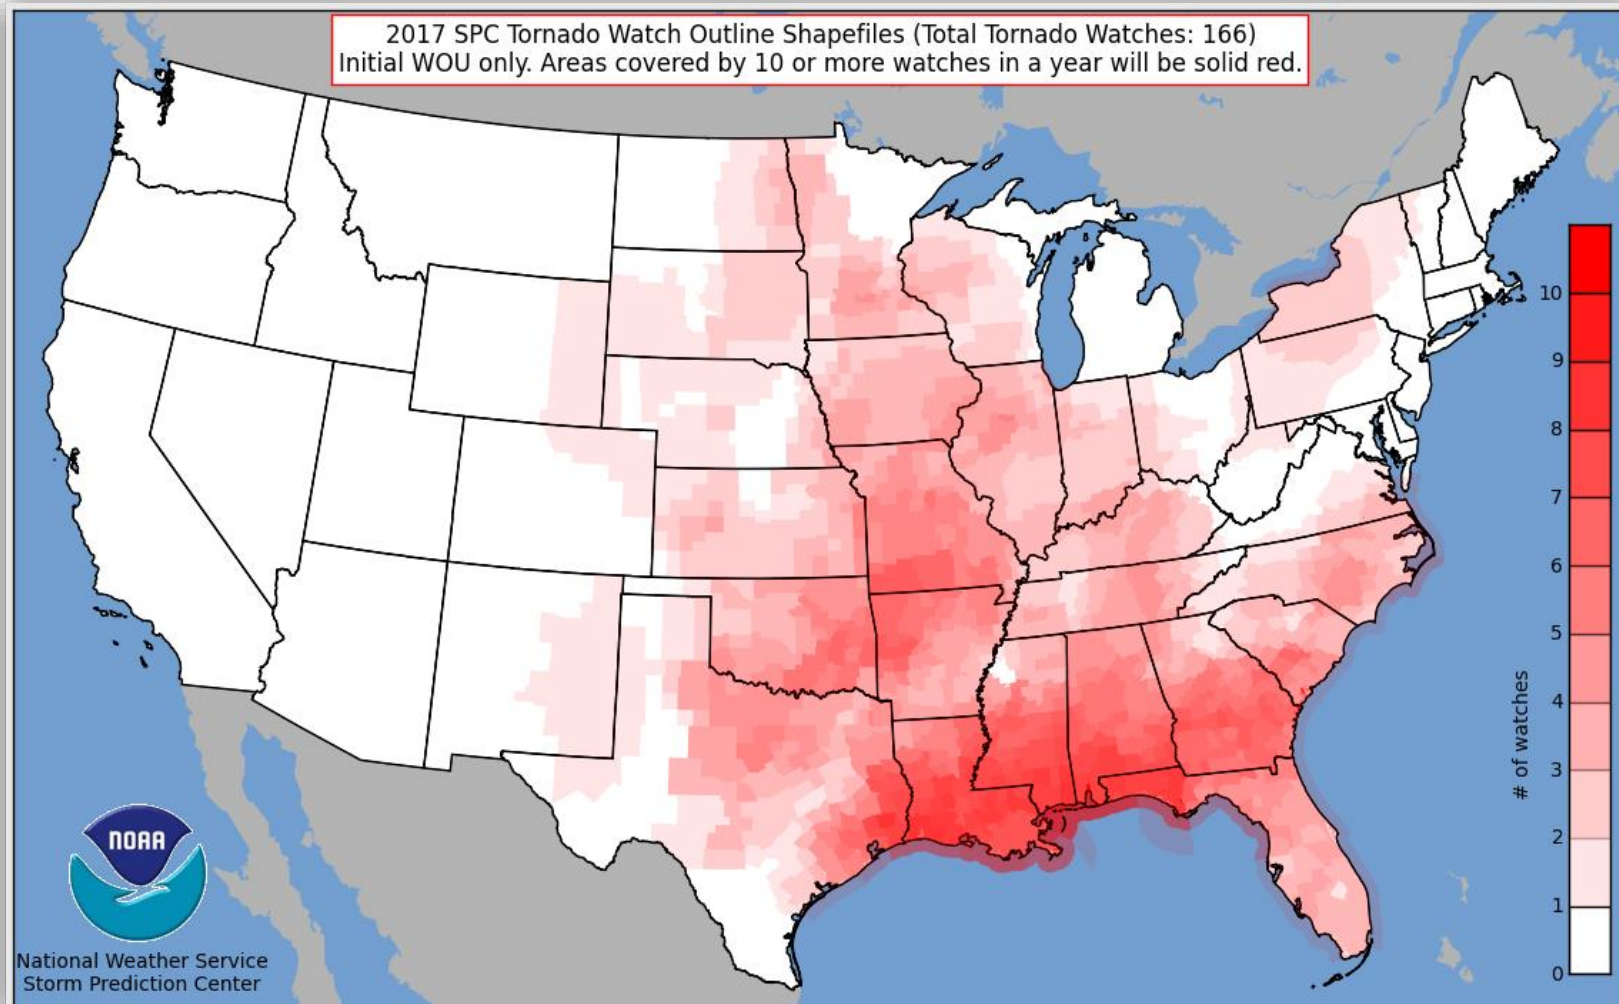 2017 SPC Tornado Watch Outline Shapefiles (Total Tornado Watches: 166)
Initial WOU only. Areas covered by 10 or more watches in a year will be solid red.
10
9
8
7
6
5
4
3
2
1
0
# of watches
NOAA
National Weather Service
Storm Prediction Center